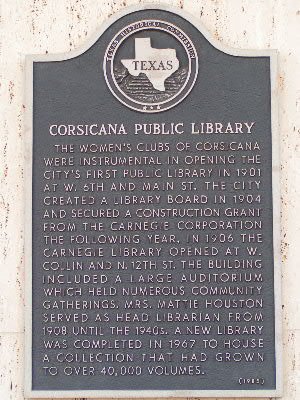 TEXAS HISTORICAL COMMISSION
TEXAS
CORSICANA PUBLIC LIBRARY
THE WOMEN'S CLUBS OF CORSICANA
WERE INSTRUMENTAL IN OPENING THE
CITY'S FIRST PUBLIC LIBRARY IN 1901
AT W. 6TH AND MAIN ST. THE CITY
CREATED A LIBRARY BOARD IN 1904
AND SECURED A CONSTRUCTION GRANT
FROM THE CARNEGIE CORPORATION
THE FOLLOWING YEAR. IN 1906 THE
CARNEGIE LIBRARY OPENED AT W.
COLLIN AND N. 12TH ST. THE BUILDING
INCLUDED A LARGE AUDITORIUM
WHICH HELD NUMEROUS COMMUNITY
GATHERINGS. MRS. MATTIE HOUSTON
SERVED AS HEAD LIBRARIAN FROM
1908 UNTIL THE 1940s. A NEW LIBRARY
WAS COMPLETED IN 1967 TO HOUSE
A COLLECTION THAT HAD GROWN
TO OVER 40,000 VOLUMES.